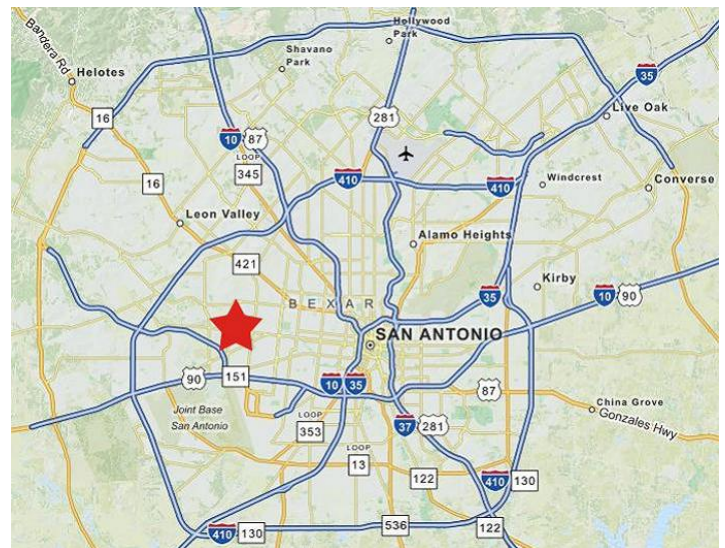 Bandera Rd
Helotes
Shavano
Park
Hollywood
Park
35
16
281
Live Oak
10
87
LOOP
345
410
410
Windcrest
Converse
16
Leon Valley
Alamo Heights
421
Kirby
35
10
90
BEXAR
SAN ANTONIO
90
151
10
35
87
Joint Base
San Antonio
China Grove
Gonzales Hwy
LOOP
353
37
281
LOOP
13
122
410
130
410
130
536
122